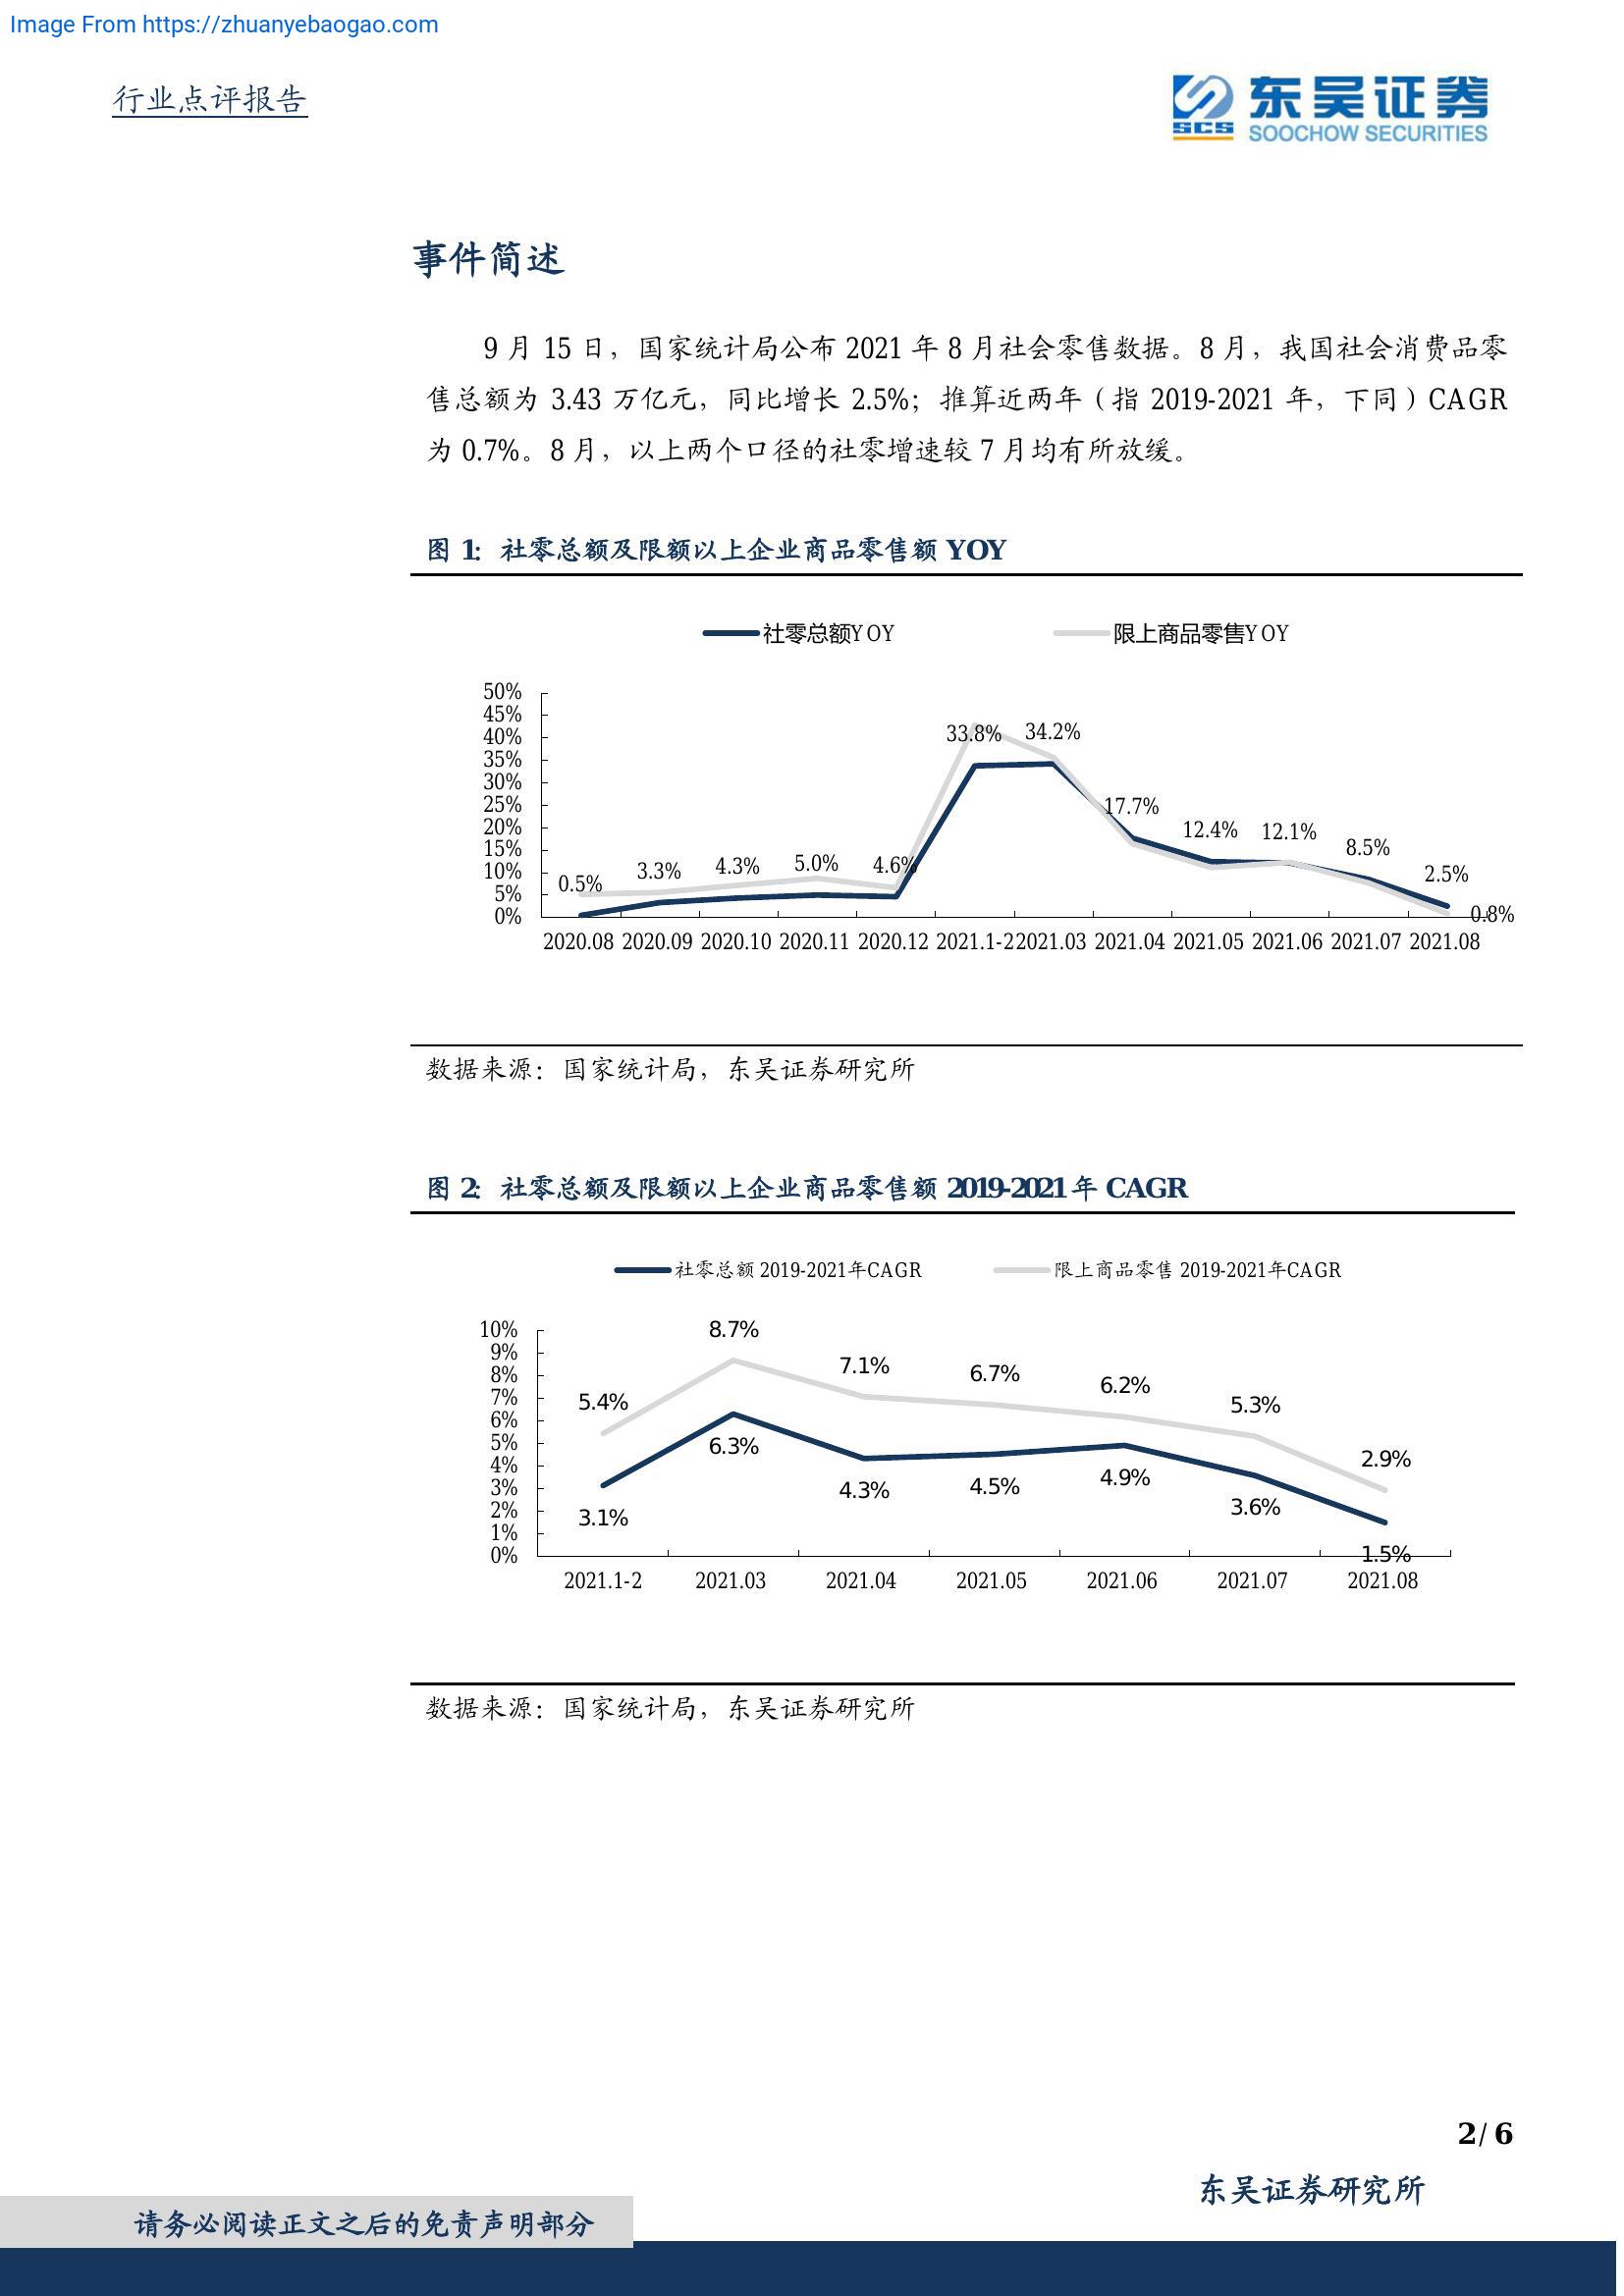 Image From https://zhuanyebaogao.com
行业点评报告
SCS
东吴证券
SOOCHOW SECURITIES
事件简述
9 月 15 日，国家统计局公布 2021 年 8 月社会零售数据。8 月，我国社会消费品零
售总额为 3.43 万亿元，同比增长 2.5%；推算近两年（指 2019-2021 年，下同）CAGR
为 0.7%。8 月，以上两个口径的社零增速较 7 月均有所放缓。
图 1：社零总额及限额以上企业商品零售额 YOY
社零总额YOY 限上商品零售YOY
50%
45%
40%
35%
30%
25%
20%
15%
10%
5%
0%
0.5% 3.3% 4.3% 5.0% 4.6% 33.8% 34.2% 17.7% 12.4% 12.1% 8.5% 2.5% 0.8%
2020.08 2020.09 2020.10 2020.11 2020.12 2021.1-2 2021.03 2021.04 2021.05 2021.06 2021.07 2021.08
数据来源：国家统计局，东吴证券研究所
图 2：社零总额及限额以上企业商品零售额 2019-2021 年 CAGR
社零总额 2019-2021年CAGR 限上商品零售 2019-2021年CAGR
10%
9%
8%
7%
6%
5%
4%
3%
2%
1%
0%
5.4% 8.7% 7.1% 6.7% 6.2% 5.3% 2.9%
3.1% 6.3% 4.3% 4.5% 4.9% 3.6% 1.5%
2021.1-2 2021.03 2021.04 2021.05 2021.06 2021.07 2021.08
数据来源：国家统计局，东吴证券研究所
2/ 6
东吴证券研究所
请务必阅读正文之后的免责声明部分